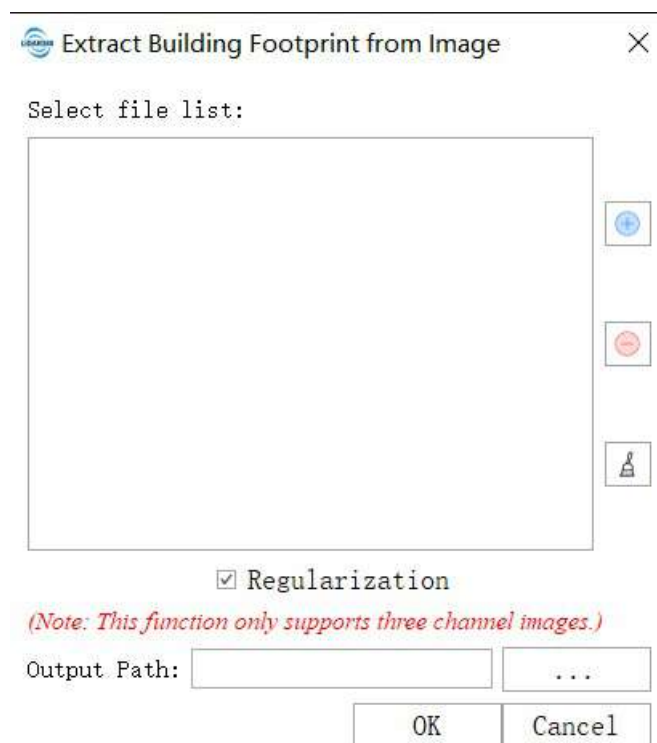 Extract Building Footprint from Image
Select file list:
Regularization
(Note: This function only supports three channel images.)
Output Path:
...
OK
Cancel